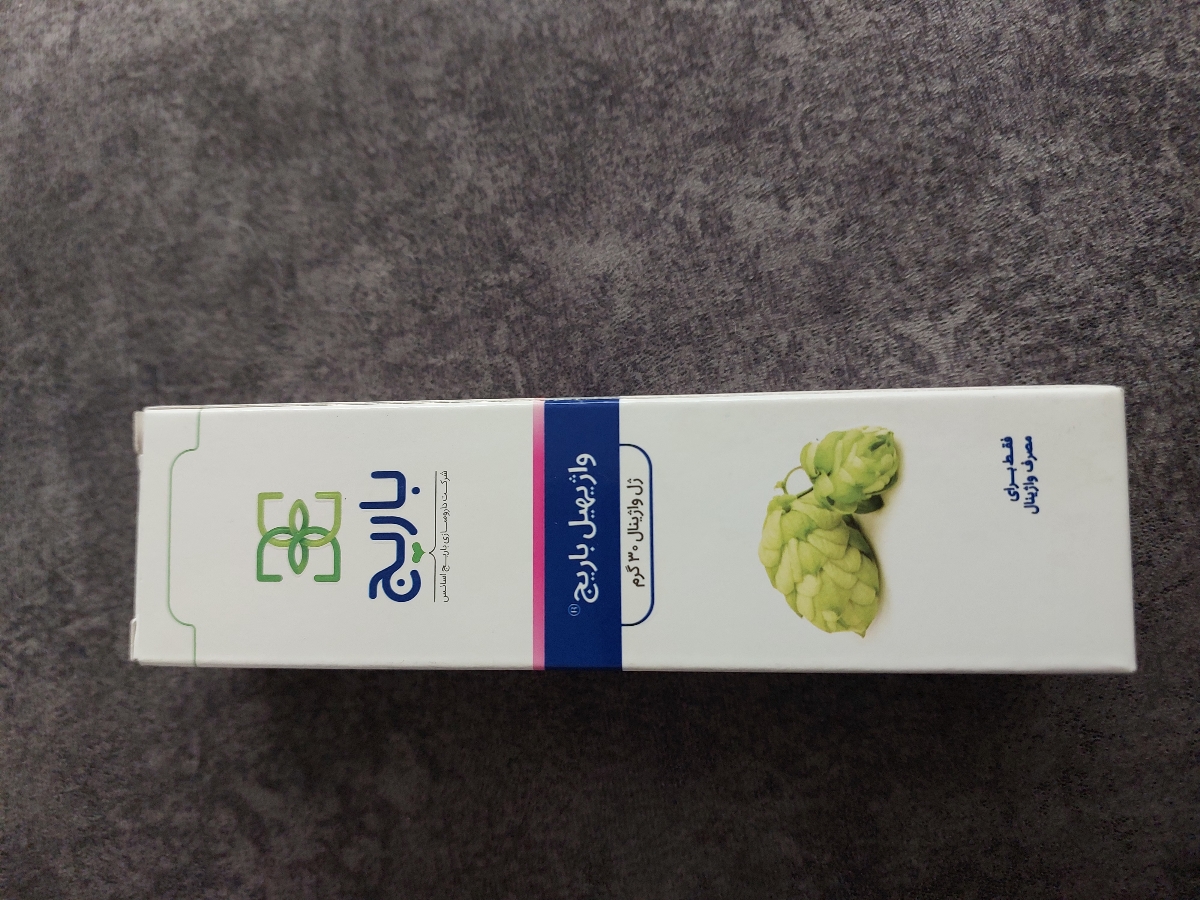 باریج
شرکت داروسازی باریج اسانس
واژیهیل باریج®
ژل واژینال ۳۰ گرم
فقط برای
مصرف واژینال